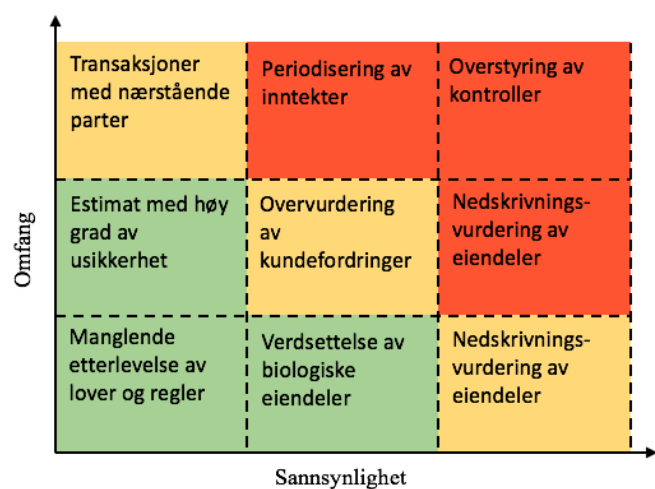 Transaksjoner
med nærstående
parter
Periodisering av
inntekter
Overstyring av
kontroller
Estimat med høy
grad av
usikkerhet
Overvurdering
av
kundefordringer
Nedskrivnings-
vurdering av
eiendeler
Manglende
etterlevelse av
lover og regler
Verdsettelse av
biologiske
eiendeler
Nedskrivnings-
vurdering av
eiendeler
Omfang
Sannsynlighet